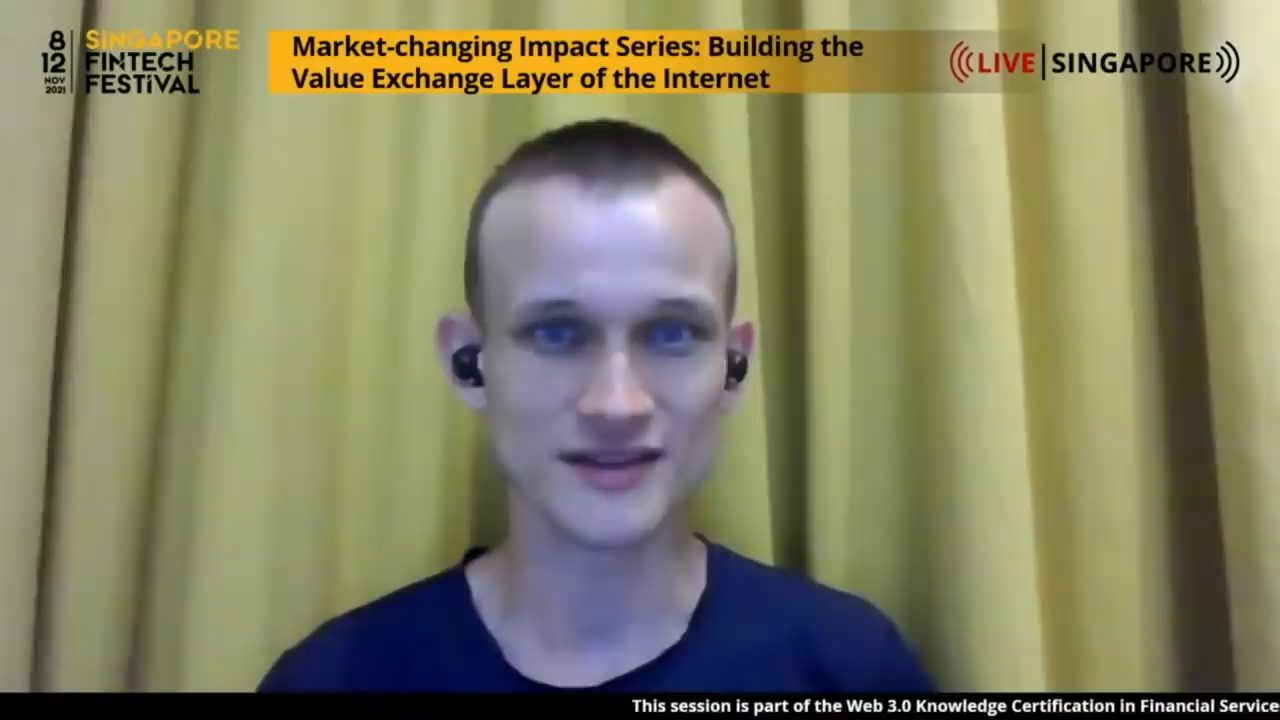 8
12
NOV
2021
SiNGAPORE
FiNTECH
FESTiVAL
Market-changing Impact Series: Building the
Value Exchange Layer of the Internet
LIVE|SINGAPORE
This session is part of the Web 3.0 Knowledge Certification in Financial Service